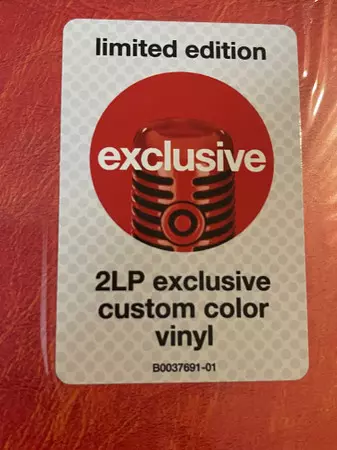 limited edition
exclusive
2LP exclusive
custom color
vinyl
B0037691-01